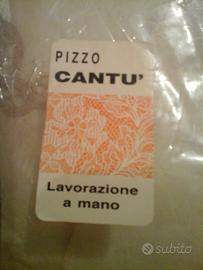 PIZZO
CANTU'
Lavorazione
a mano
subito